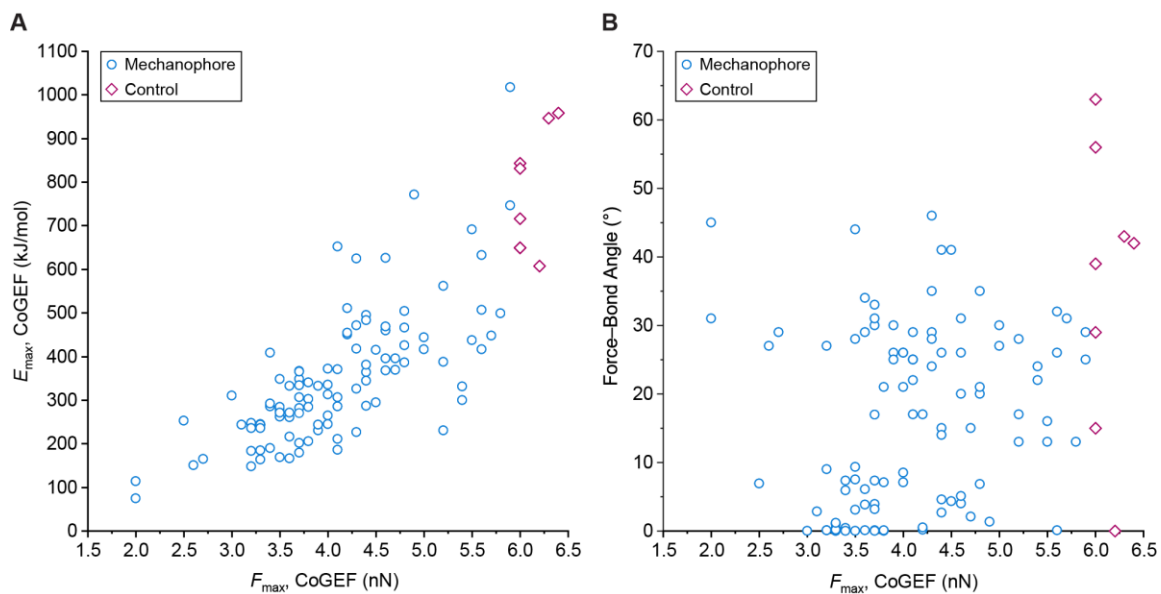 A
B
1100
1000
900
800
700
600
500
400
300
200
100
0
E_max, CoGEF (kJ/mol)
Mechanophore
Control
1.5 2.0 2.5 3.0 3.5 4.0 4.5 5.0 5.5 6.0 6.5
F_max, CoGEF (nN)
70
60
50
40
30
20
10
0
Force–Bond Angle (°)
Mechanophore
Control
1.5 2.0 2.5 3.0 3.5 4.0 4.5 5.0 5.5 6.0 6.5
F_max, CoGEF (nN)